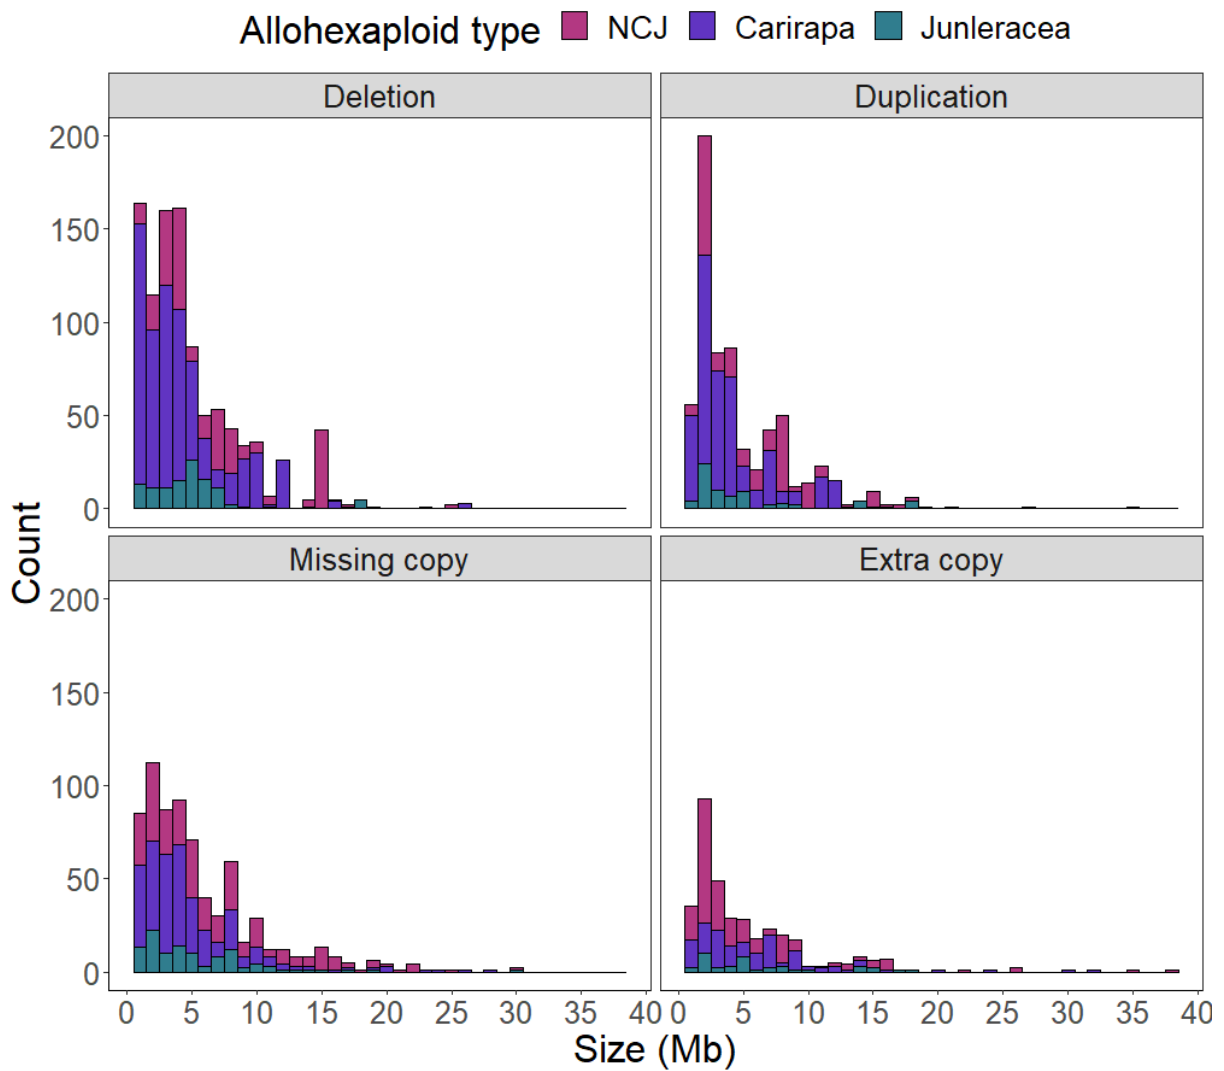 Allohexaploid type NCJ Carirapa Junleracea
Deletion Duplication
200
150
100
50
0
Count
Missing copy Extra copy
200
150
100
50
0
0 5 10 15 20 25 30 35 40 0 5 10 15 20 25 30 35 40
Size (Mb)